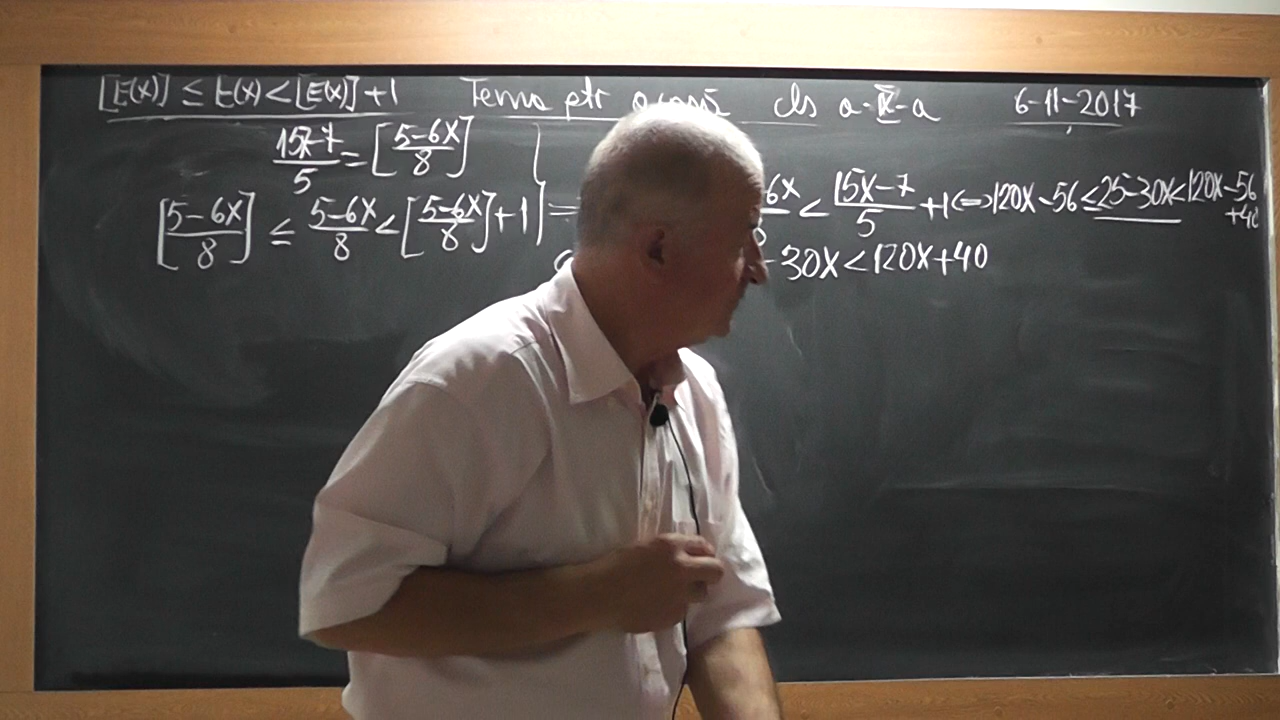 [E(x)] ≤ E(x) < [E(x)] + 1 Tema ptr acasă cls a-IX-a 6-11-2017
(15x-7)/5 = [(5-6x)/8]
[(5-6x)/8] ≤ (5-6x)/8 < [(5-6x)/8] + 1 6x < (15x-7)/5 + 1 <=> 120x - 56 ≤ 25 - 30x < 120x - 56 + 40
- 30x < 120x + 40